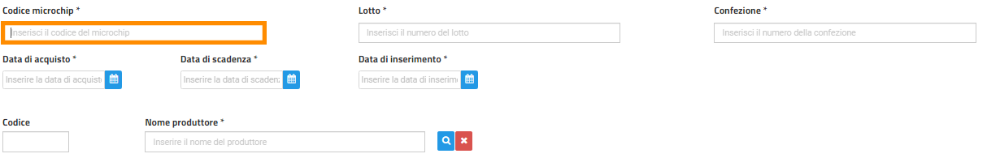 Codice microchip * Lotto * Confezione *
Inserisci il codice del microchip Inserisci il numero del lotto Inserisci il numero della confezione
Data di acquisto * Data di scadenza * Data di inserimento *
Inserire la data di acquist Inserire la data di scaden Inserire la data di inserim
Codice Nome produttore *
Inserire il nome del produttore